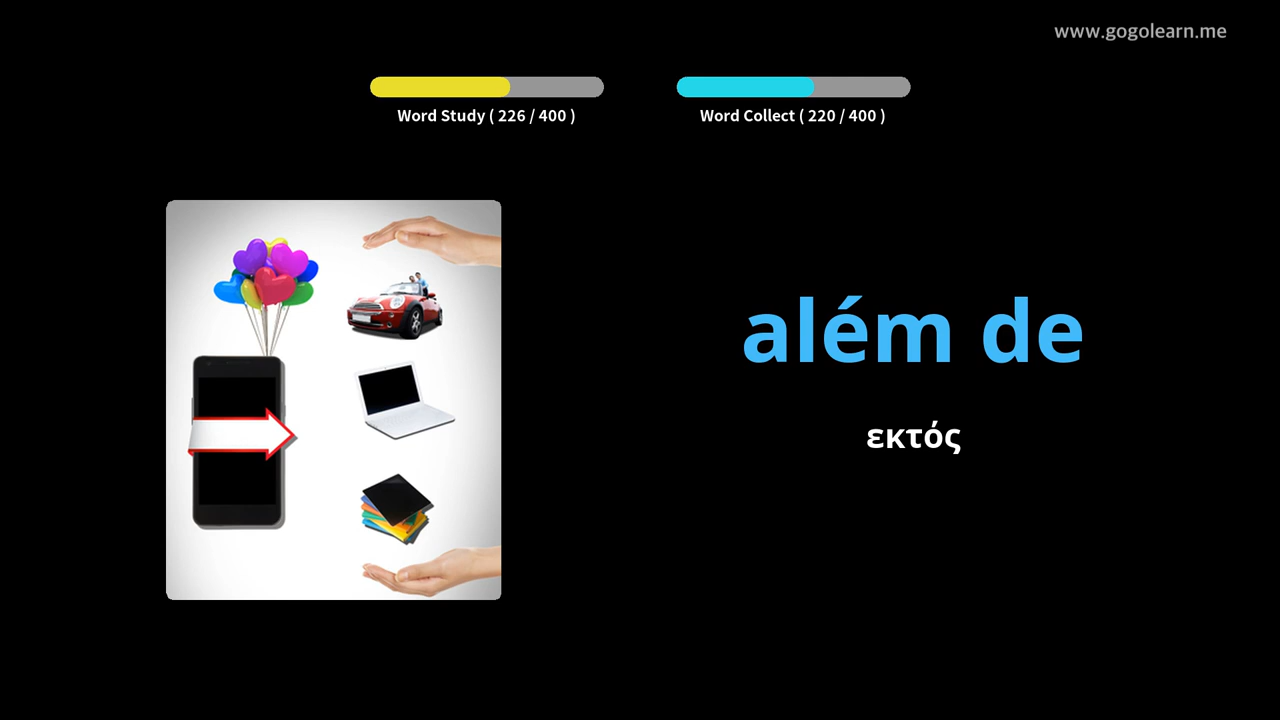 www.gogolearn.me
Word Study ( 226 / 400 )
Word Collect ( 220 / 400 )
além de
εκτός